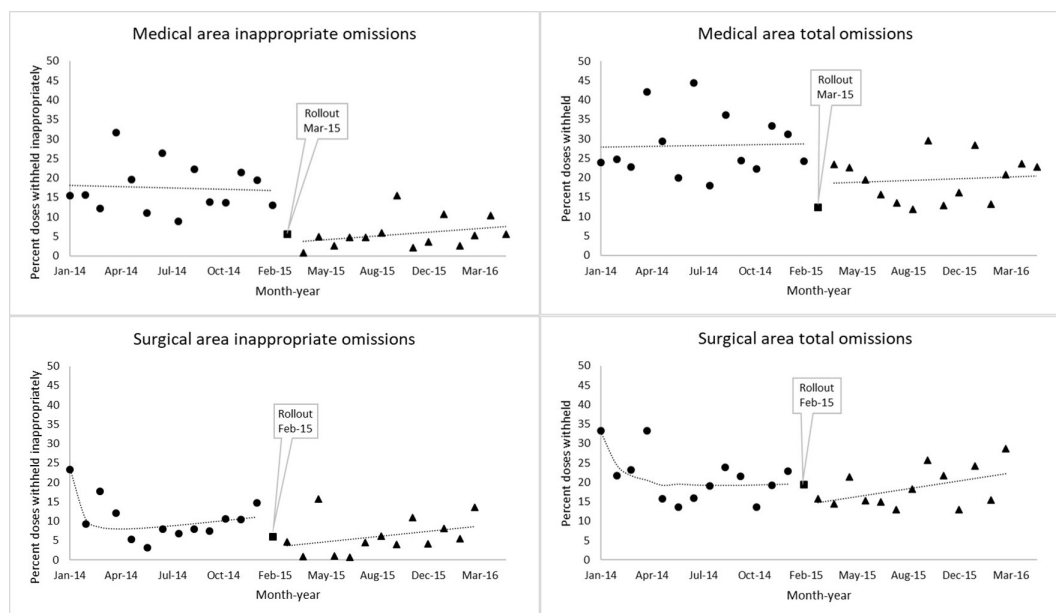 Medical area inappropriate omissions
Percent doses withheld inappropriately
50
45
40
35
30
25
20
15
10
5
0
Rollout
Mar-15
Jan-14 Apr-14 Jul-14 Oct-14 Feb-15 May-15 Aug-15 Dec-15 Mar-16
Month-year
Medical area total omissions
Percent doses withheld
50
45
40
35
30
25
20
15
10
5
0
Rollout
Mar-15
Jan-14 Apr-14 Jul-14 Oct-14 Feb-15 May-15 Aug-15 Dec-15 Mar-16
Month-year
Surgical area inappropriate omissions
Percent doses withheld inappropriately
50
45
40
35
30
25
20
15
10
5
0
Rollout
Feb-15
Jan-14 Apr-14 Jul-14 Oct-14 Feb-15 May-15 Aug-15 Dec-15 Mar-16
Month-year
Surgical area total omissions
Percent doses withheld
50
45
40
35
30
25
20
15
10
5
0
Rollout
Feb-15
Jan-14 Apr-14 Jul-14 Oct-14 Feb-15 May-15 Aug-15 Dec-15 Mar-16
Month-year